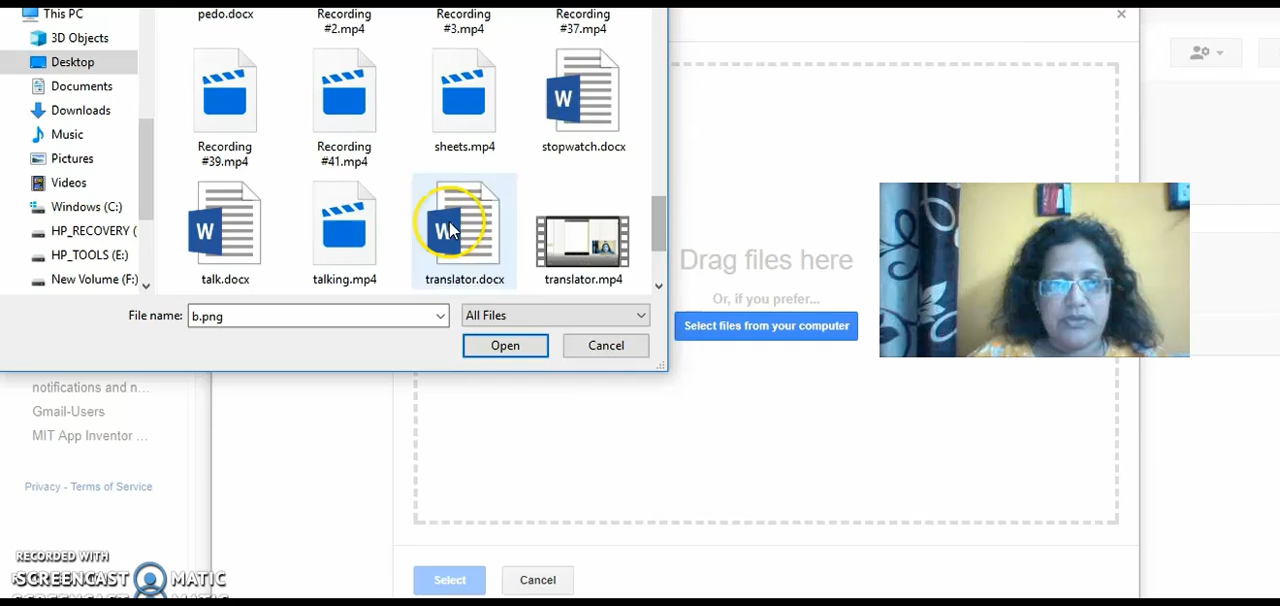 This PC
3D Objects
Desktop
Documents
Downloads
Music
Pictures
Videos
Windows (C:)
HP_RECOVERY (
HP_TOOLS (E:)
New Volume (F:)
pedo.docx
Recording
#2.mp4
Recording
#3.mp4
Recording
#37.mp4
Recording
#39.mp4
Recording
#41.mp4
sheets.mp4
stopwatch.docx
talk.docx
talking.mp4
translator.docx
translator.mp4
File name:
b.png
All Files
Open
Cancel
Drag files here
Or, if you prefer...
Select files from your computer
notifications and n...
Gmail-Users
MIT App Inventor ...
Privacy - Terms of Service
Select
Cancel
RECORDED WITH
SCREENCAST MATIC